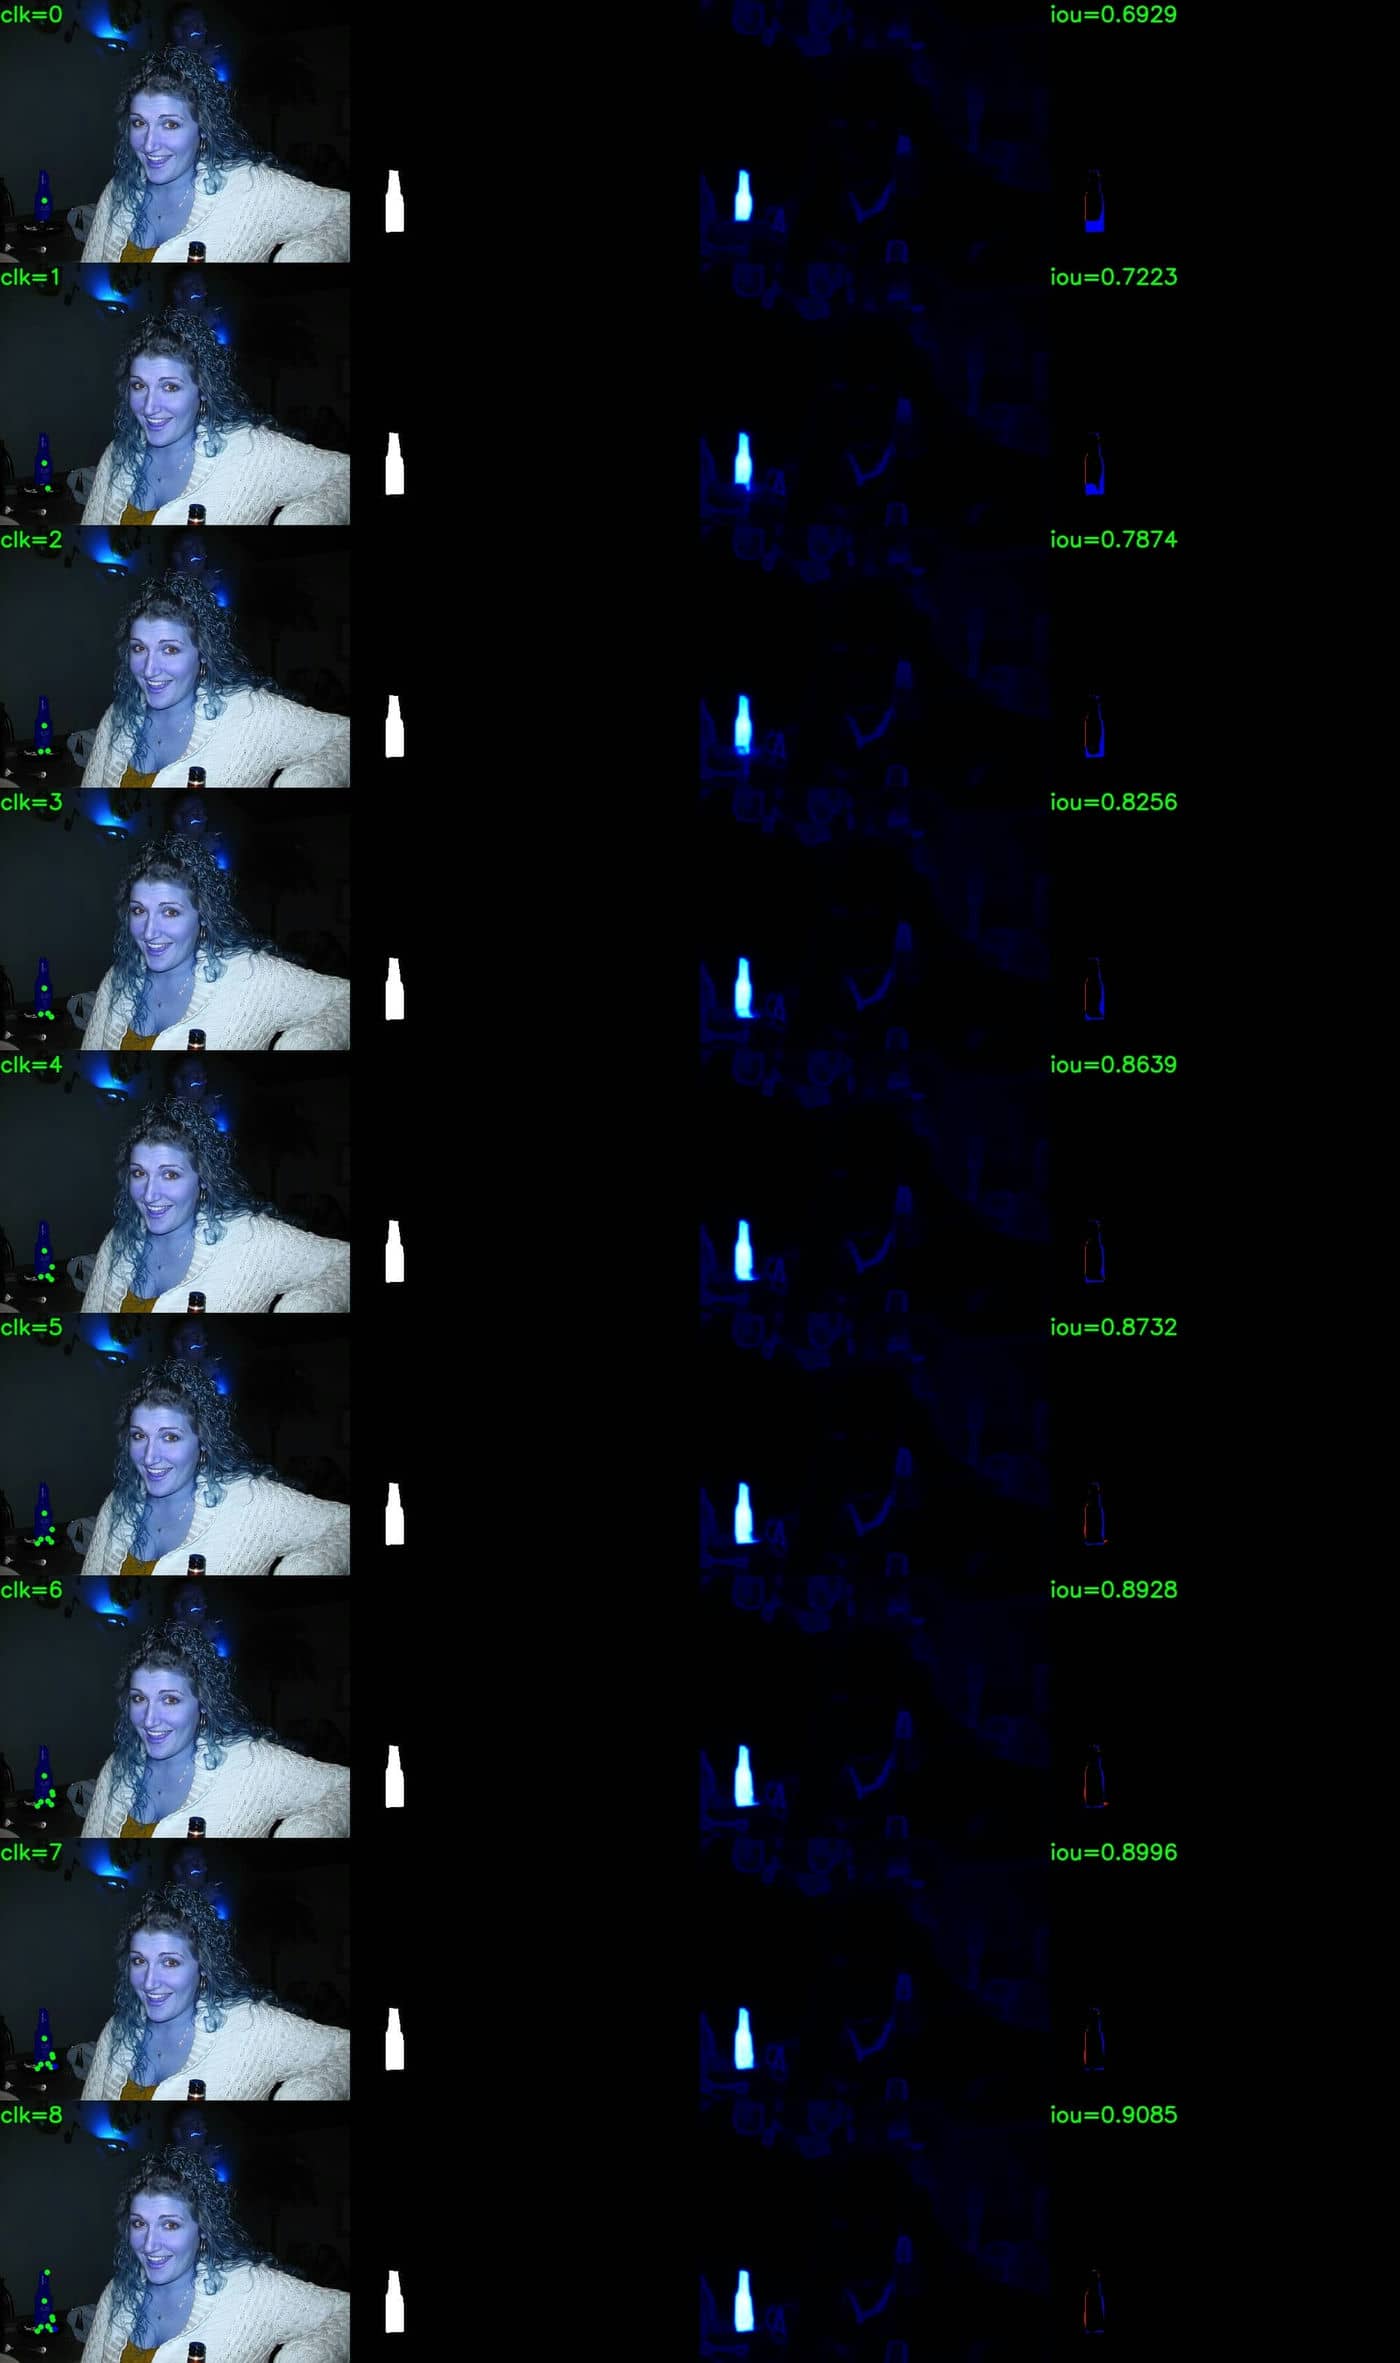 clk=0 iou=0.6929
clk=1 iou=0.7223
clk=2 iou=0.7874
clk=3 iou=0.8256
clk=4 iou=0.8639
clk=5 iou=0.8732
clk=6 iou=0.8928
clk=7 iou=0.8996
clk=8 iou=0.9085